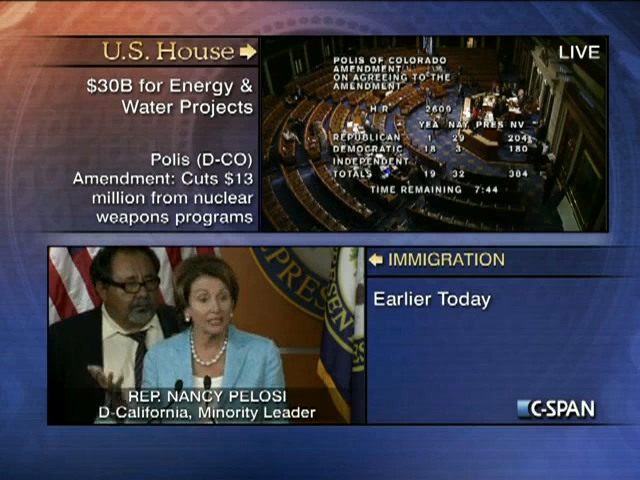 U.S. House
$30B for Energy &
Water Projects
Polis (D-CO)
Amendment: Cuts $13
million from nuclear
weapons programs
LIVE
POLIS OF COLORADO
AMENDMENT
ON AGREEING TO THE
AMENDMENT
H R 2609
YEA NAY PRES NV
REPUBLICAN 1 29 204
DEMOCRATIC 18 3 180
INDEPENDENT
TOTALS 19 32 384
TIME REMAINING 7:44
REPRESEN
REP. NANCY PELOSI
D-California, Minority Leader
IMMIGRATION
Earlier Today
C-SPAN